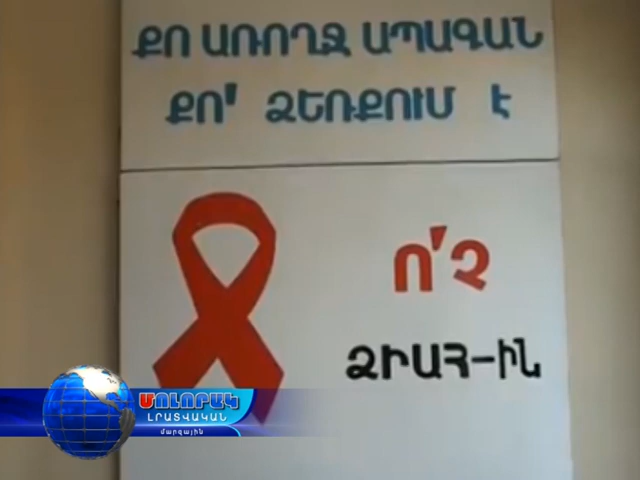 ՔՈ ԱՌՈՂՋ ԱՊԱԳԱՆ
ՔՈ՛ ՁԵՌՔՈՒՄ Է
Ո՛Չ
ՁԻԱՀ-ԻՆ
ՄՈԼՈՐԱԿ
ԼՐԱՏՎԱԿԱՆ
մարզային